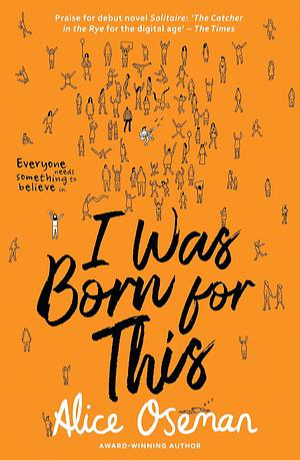 Praise for debut novel Solitaire: 'The Catcher
in the Rye for the digital age' – The Times
Everyone
needs
something to
believe in.
I Was
Born for
This
Alice Oseman
AWARD-WINNING AUTHOR